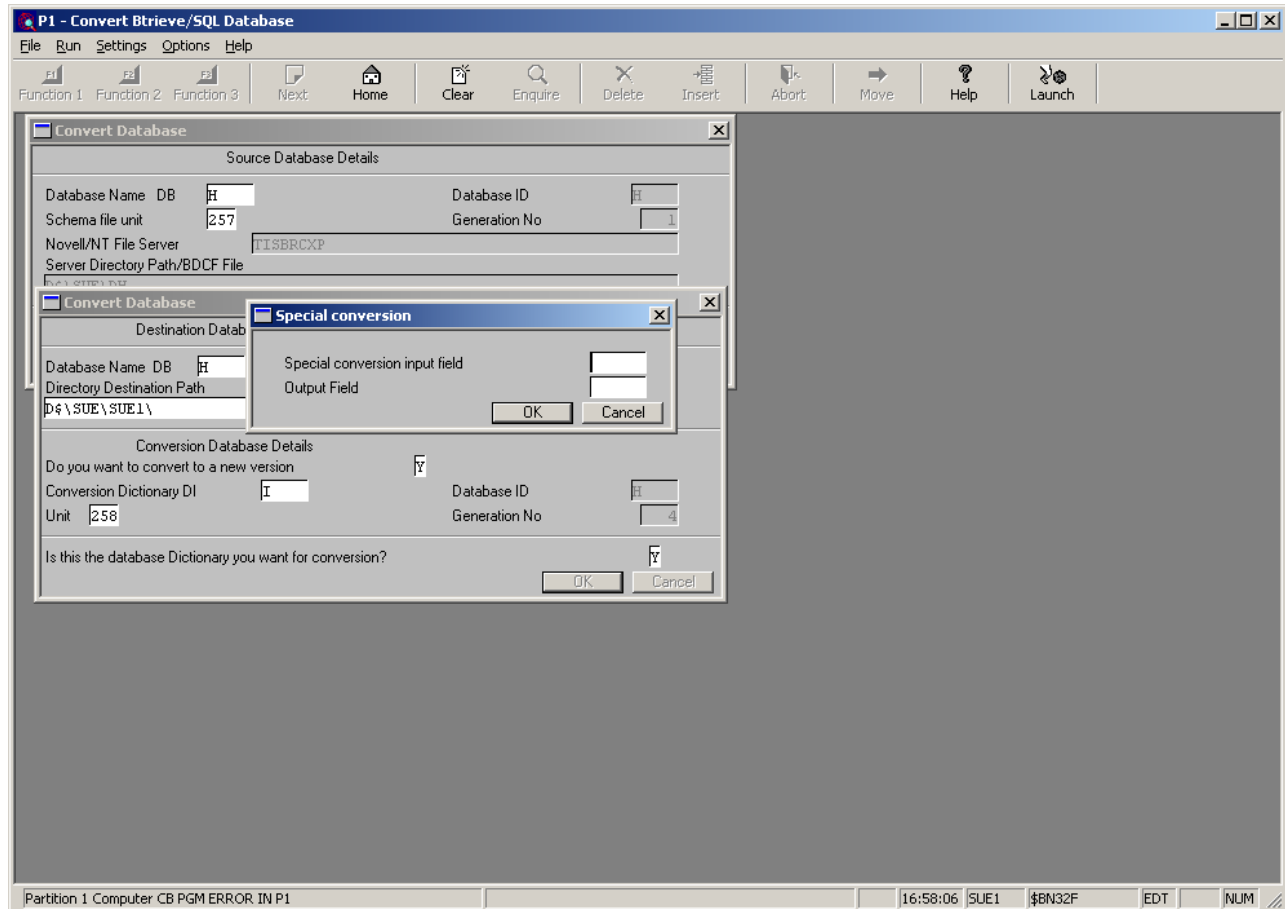 P1 - Convert Btrieve/SQL Database
File Run Settings Options Help
F1 F2 F3
Function 1 Function 2 Function 3 Next Home Clear Enquire Delete Insert Abort Move Help Launch
Convert Database
Source Database Details
Database Name DB H Database ID H
Schema file unit 257 Generation No 1
Novell/NT File Server TISBRCXP
Server Directory Path/BDCF File
D$\SUE\DH
Convert Database
Destination Datab
Database Name DB H
Directory Destination Path
D$\SUE\SUE1\
Special conversion
Special conversion input field
Output Field
OK Cancel
Conversion Database Details
Do you want to convert to a new version Y
Conversion Dictionary DI I Database ID H
Unit 258 Generation No 4
Is this the database Dictionary you want for conversion? Y
OK Cancel
Partition 1 Computer CB PGM ERROR IN P1 16:58:06 SUE1 $BN32F EDT NUM